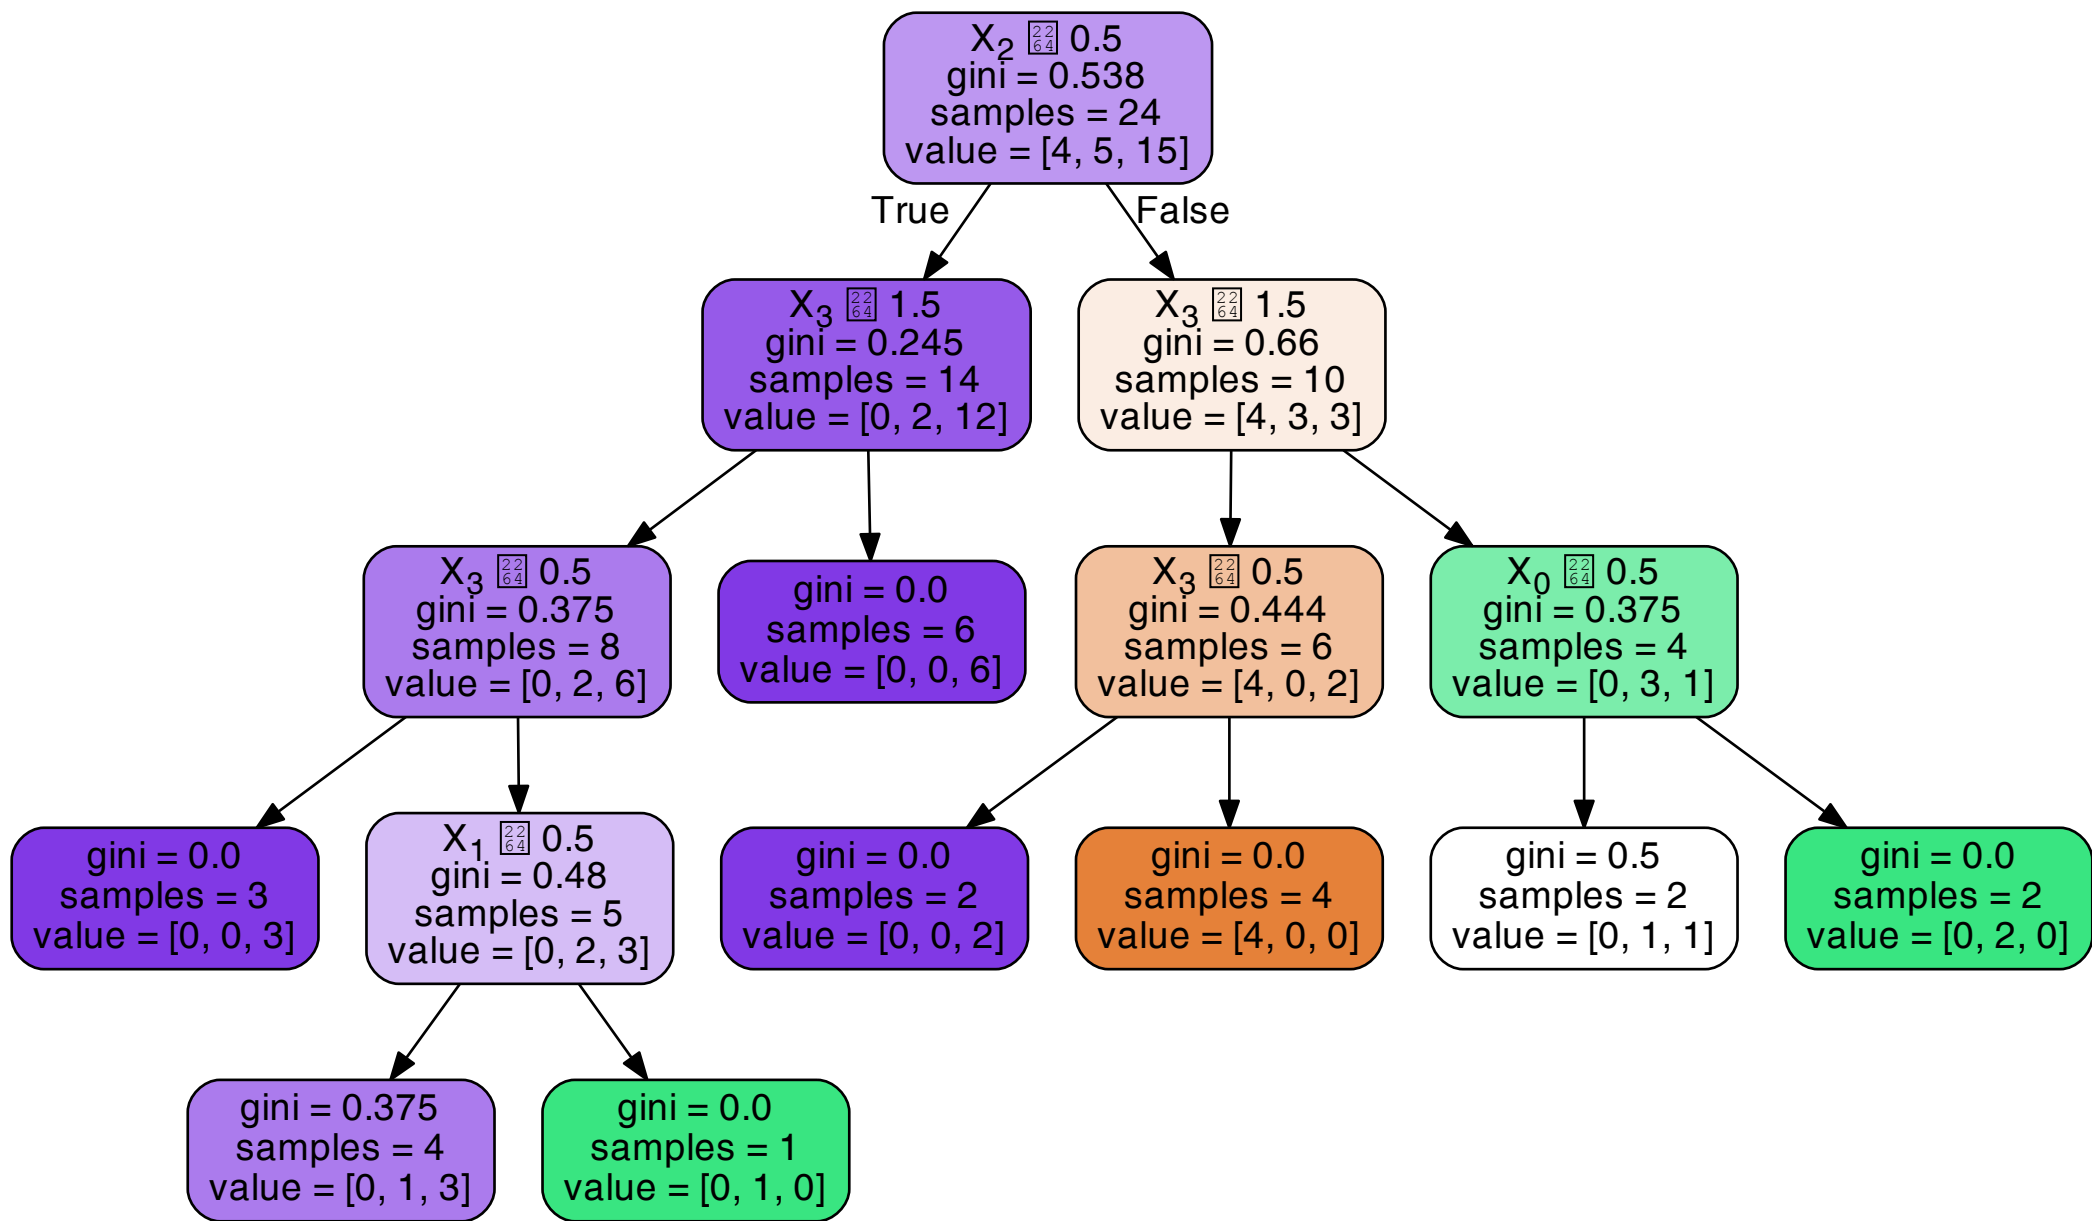 X₂ 2264 0.5
gini = 0.538
samples = 24
value = [4, 5, 15]
True
False
X₃ 2264 1.5
gini = 0.245
samples = 14
value = [0, 2, 12]
X₃ 2264 1.5
gini = 0.66
samples = 10
value = [4, 3, 3]
X₃ 2264 0.5
gini = 0.375
samples = 8
value = [0, 2, 6]
gini = 0.0
samples = 6
value = [0, 0, 6]
X₃ 2264 0.5
gini = 0.444
samples = 6
value = [4, 0, 2]
X₀ 2264 0.5
gini = 0.375
samples = 4
value = [0, 3, 1]
gini = 0.0
samples = 3
value = [0, 0, 3]
X₁ 2264 0.5
gini = 0.48
samples = 5
value = [0, 2, 3]
gini = 0.0
samples = 2
value = [0, 0, 2]
gini = 0.0
samples = 4
value = [4, 0, 0]
gini = 0.5
samples = 2
value = [0, 1, 1]
gini = 0.0
samples = 2
value = [0, 2, 0]
gini = 0.375
samples = 4
value = [0, 1, 3]
gini = 0.0
samples = 1
value = [0, 1, 0]